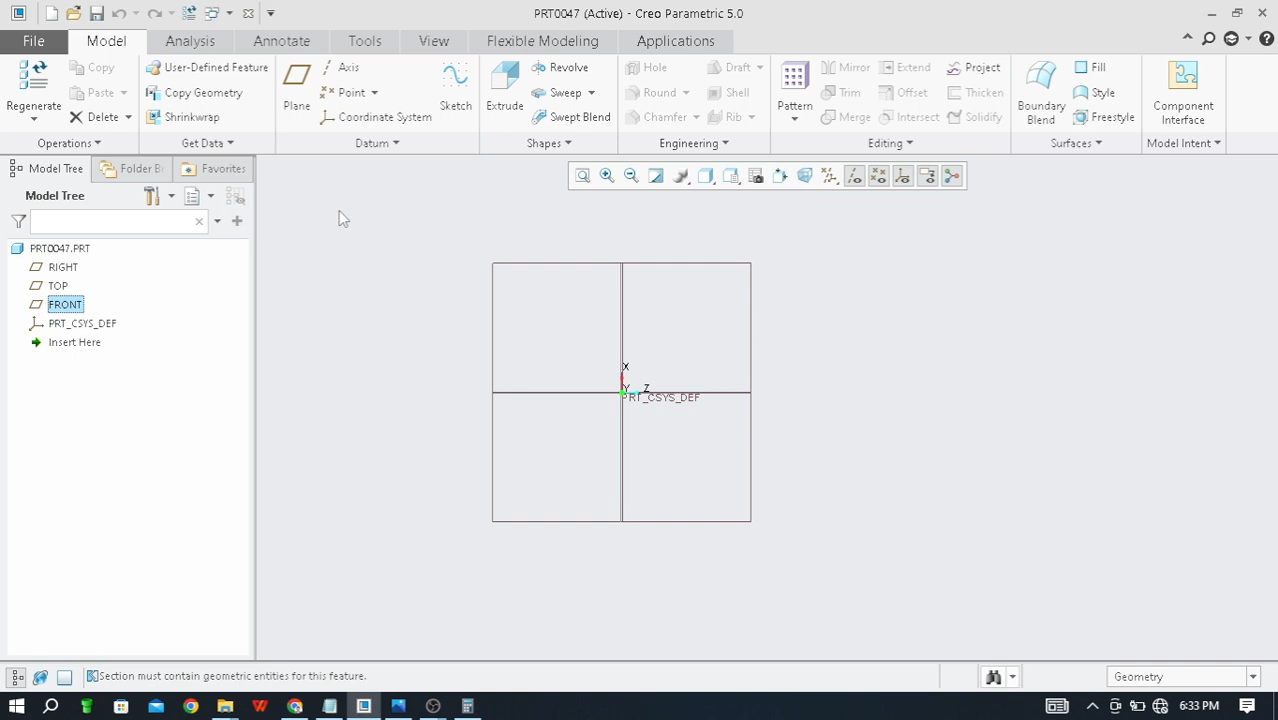 PRT0047 (Active) - Creo Parametric 5.0
File Model Analysis Annotate Tools View Flexible Modeling Applications
Regenerate
Copy
Paste
Delete
Operations
User-Defined Feature
Copy Geometry
Shrinkwrap
Get Data
Plane
Axis
Point
Coordinate System
Sketch
Datum
Extrude
Revolve
Sweep
Swept Blend
Shapes
Hole
Round
Chamfer
Draft
Shell
Rib
Engineering
Pattern
Mirror
Trim
Merge
Extend
Offset
Intersect
Project
Thicken
Solidify
Editing
Boundary
Blend
Fill
Style
Freestyle
Surfaces
Component
Interface
Model Intent
Model Tree Folder B Favorites
Model Tree
PRT0047.PRT
RIGHT
TOP
FRONT
PRT_CSYS_DEF
Insert Here
X
Y Z
PRT_CSYS_DEF
Section must contain geometric entities for this feature.
Geometry
6:33 PM